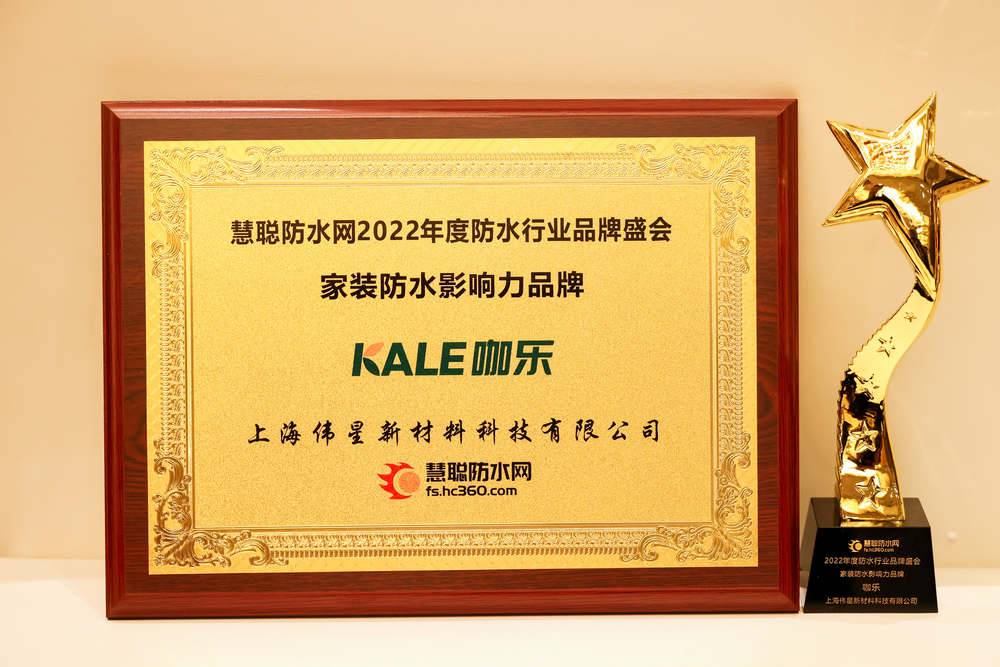 慧聪防水网2022年度防水行业品牌盛会
家装防水影响力品牌
KALE 咖乐
上海伟星新材料科技有限公司
慧聪防水网
fs.hc360.com
慧聪防水网
fs.hc360.com
2022年度防水行业品牌盛会
家装防水影响力品牌
咖乐
上海伟星新材料科技有限公司